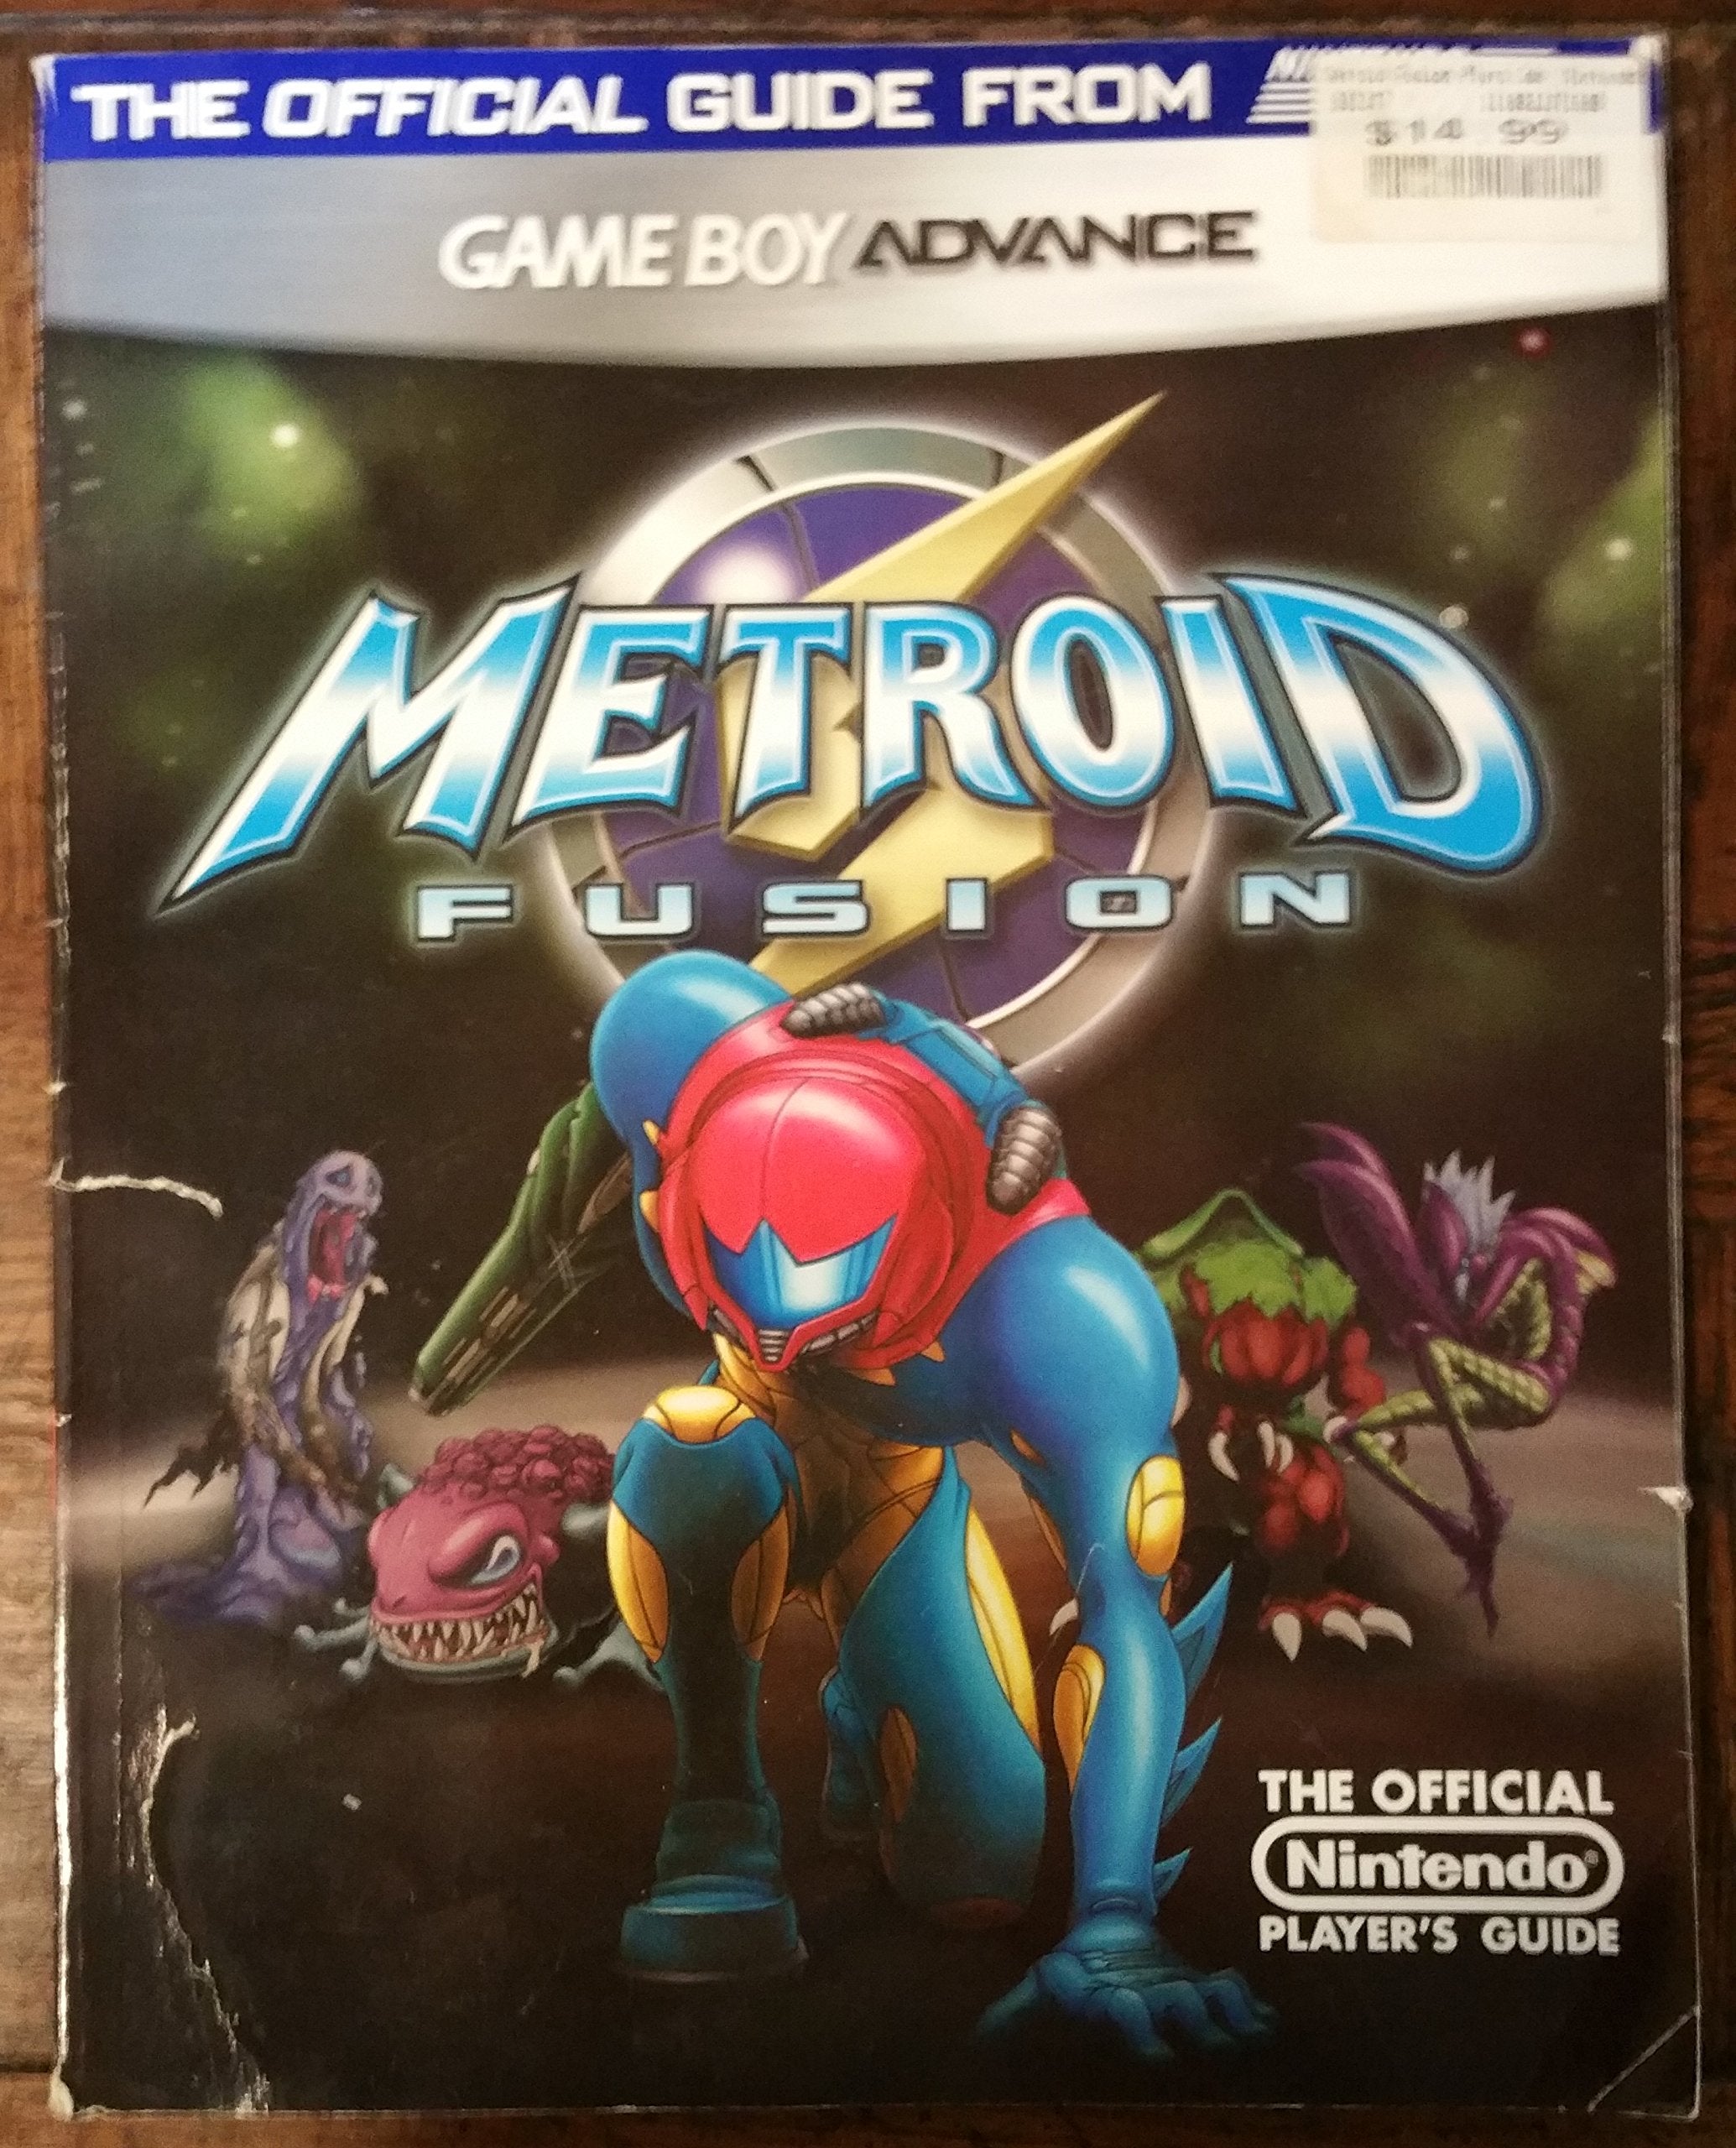 THE OFFICIAL GUIDE FROM
$14.99
GAME BOY ADVANCE
METROID
FUSION
THE OFFICIAL
Nintendo®
PLAYER'S GUIDE